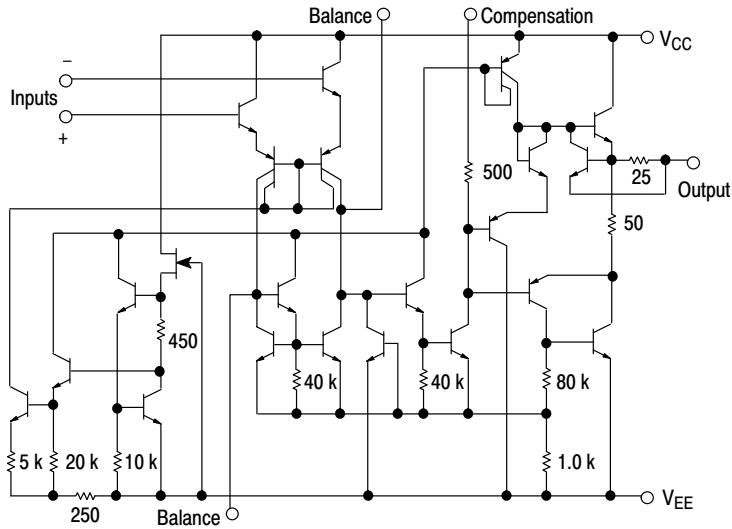 Balance
Compensation
VCC
–
Inputs
+
500
25
Output
50
450
40 k
40 k
80 k
5 k
20 k
10 k
1.0 k
250
Balance
VEE